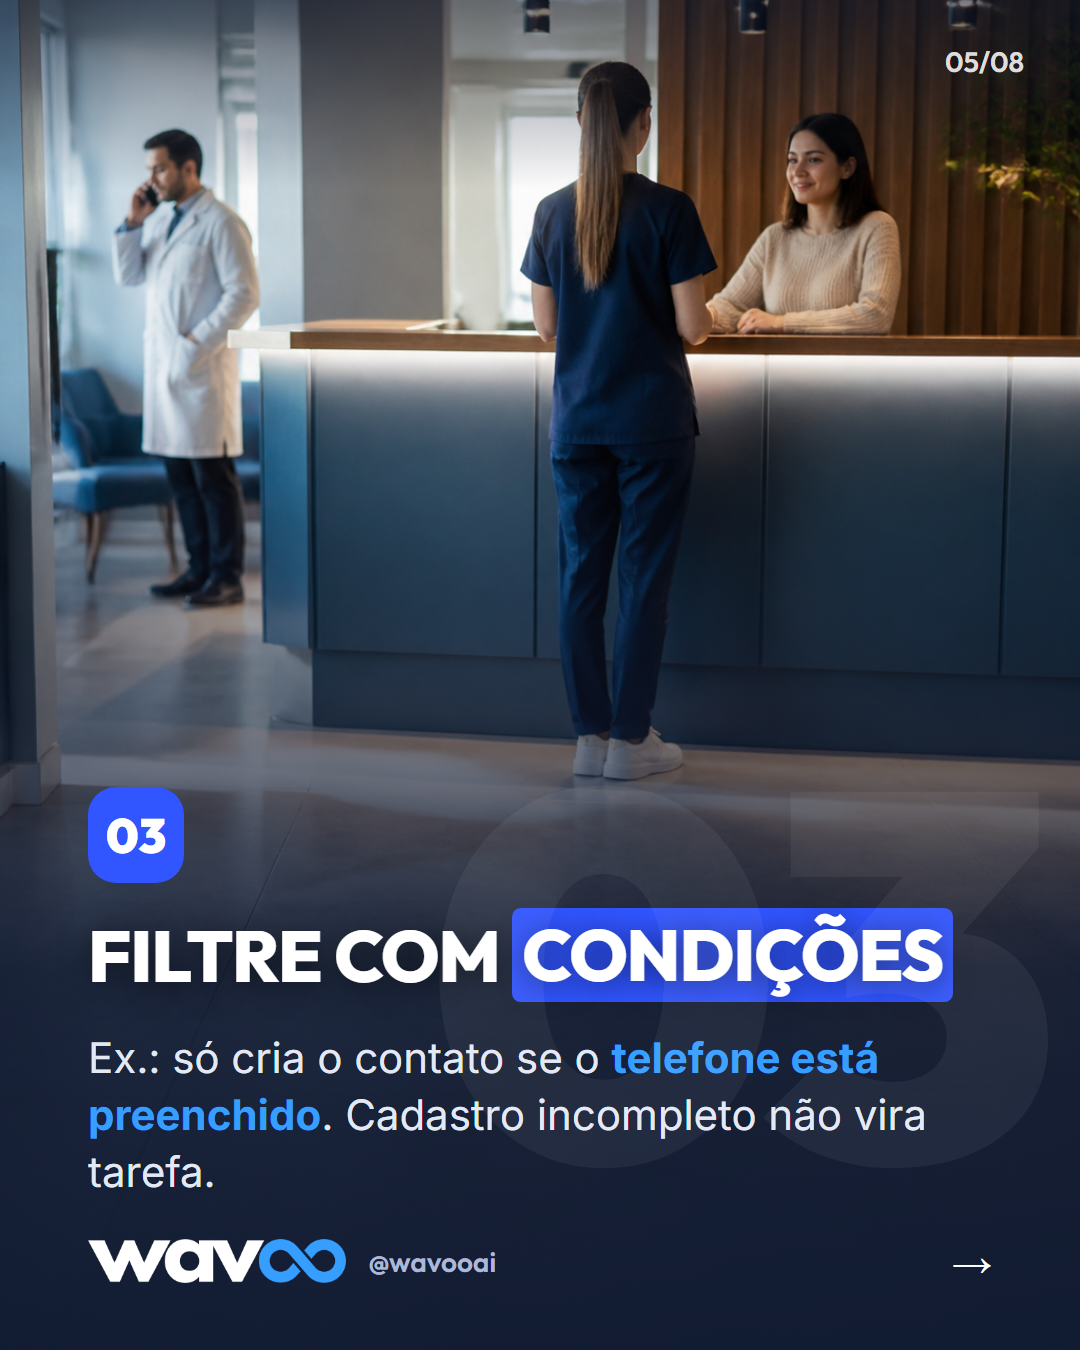 05/08
03
FILTRE COM CONDIÇÕES
Ex.: só cria o contato se o telefone está
preenchido. Cadastro incompleto não vira
tarefa.
wavoo @wavooai →